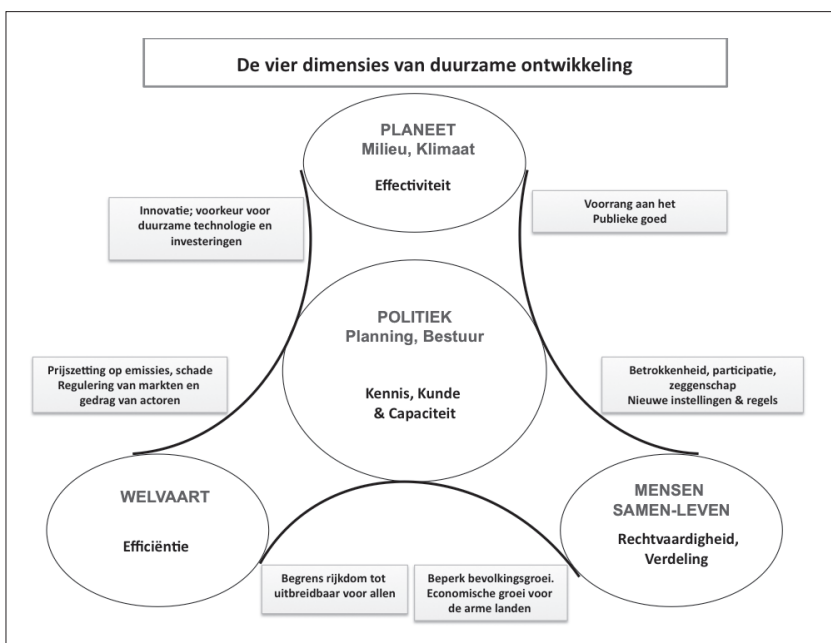 De vier dimensies van duurzame ontwikkeling
PLANEET
Milieu, Klimaat
Effectiviteit
Innovatie; voorkeur voor
duurzame technologie en
investeringen
Voorrang aan het
Publieke goed
POLITIEK
Planning, Bestuur
Kennis, Kunde
& Capaciteit
Prijszetting op emissies, schade
Regulering van markten en
gedrag van actoren
Betrokkenheid, participatie,
zeggenschap
Nieuwe instellingen & regels
WELVAART
Efficiëntie
MENSEN
SAMEN-LEVEN
Rechtvaardigheid,
Verdeling
Begrens rijkdom tot
uitbreidbaar voor allen
Beperk bevolkingsgroei.
Economische groei voor
de arme landen